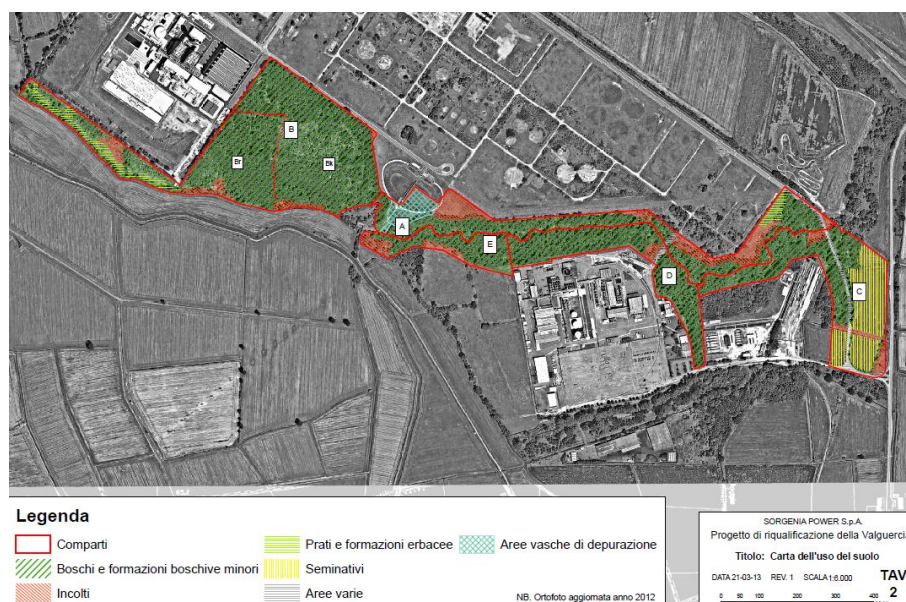 B
Br
Bk
A
E
D
C
Legenda
Comparti
Boschi e formazioni boschive minori
Incolti
Prati e formazioni erbacee
Seminativi
Aree varie
Aree vasche di depurazione
NB. Ortofoto aggiornata anno 2012
SORGENIA POWER S.p.A.
Progetto di riqualificazione della Valguercia
Titolo: Carta dell'uso del suolo
DATA 21-03-13 REV. 1 SCALA 1:6.000 TAV
2
0 50 100 200 300 400